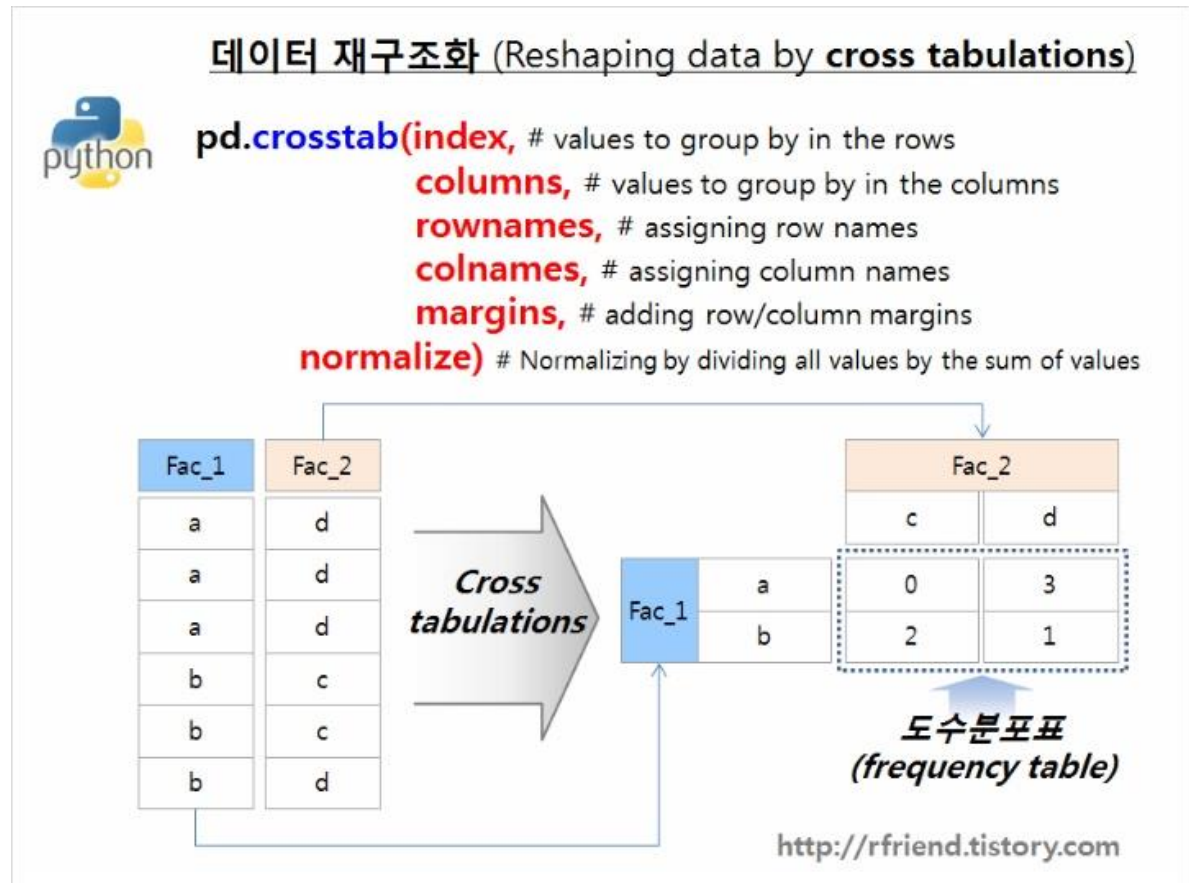 데이터 재구조화 (Reshaping data by cross tabulations)
python
pd.crosstab(index, # values to group by in the rows
columns, # values to group by in the columns
rownames, # assigning row names
colnames, # assigning column names
margins, # adding row/column margins
normalize) # Normalizing by dividing all values by the sum of values
Fac_1 Fac_2
a d
a d
a d
b c
b c
b d
Cross
tabulations
Fac_2
c d
Fac_1
a 0 3
b 2 1
도수분포표
(frequency table)
http://rfriend.tistory.com